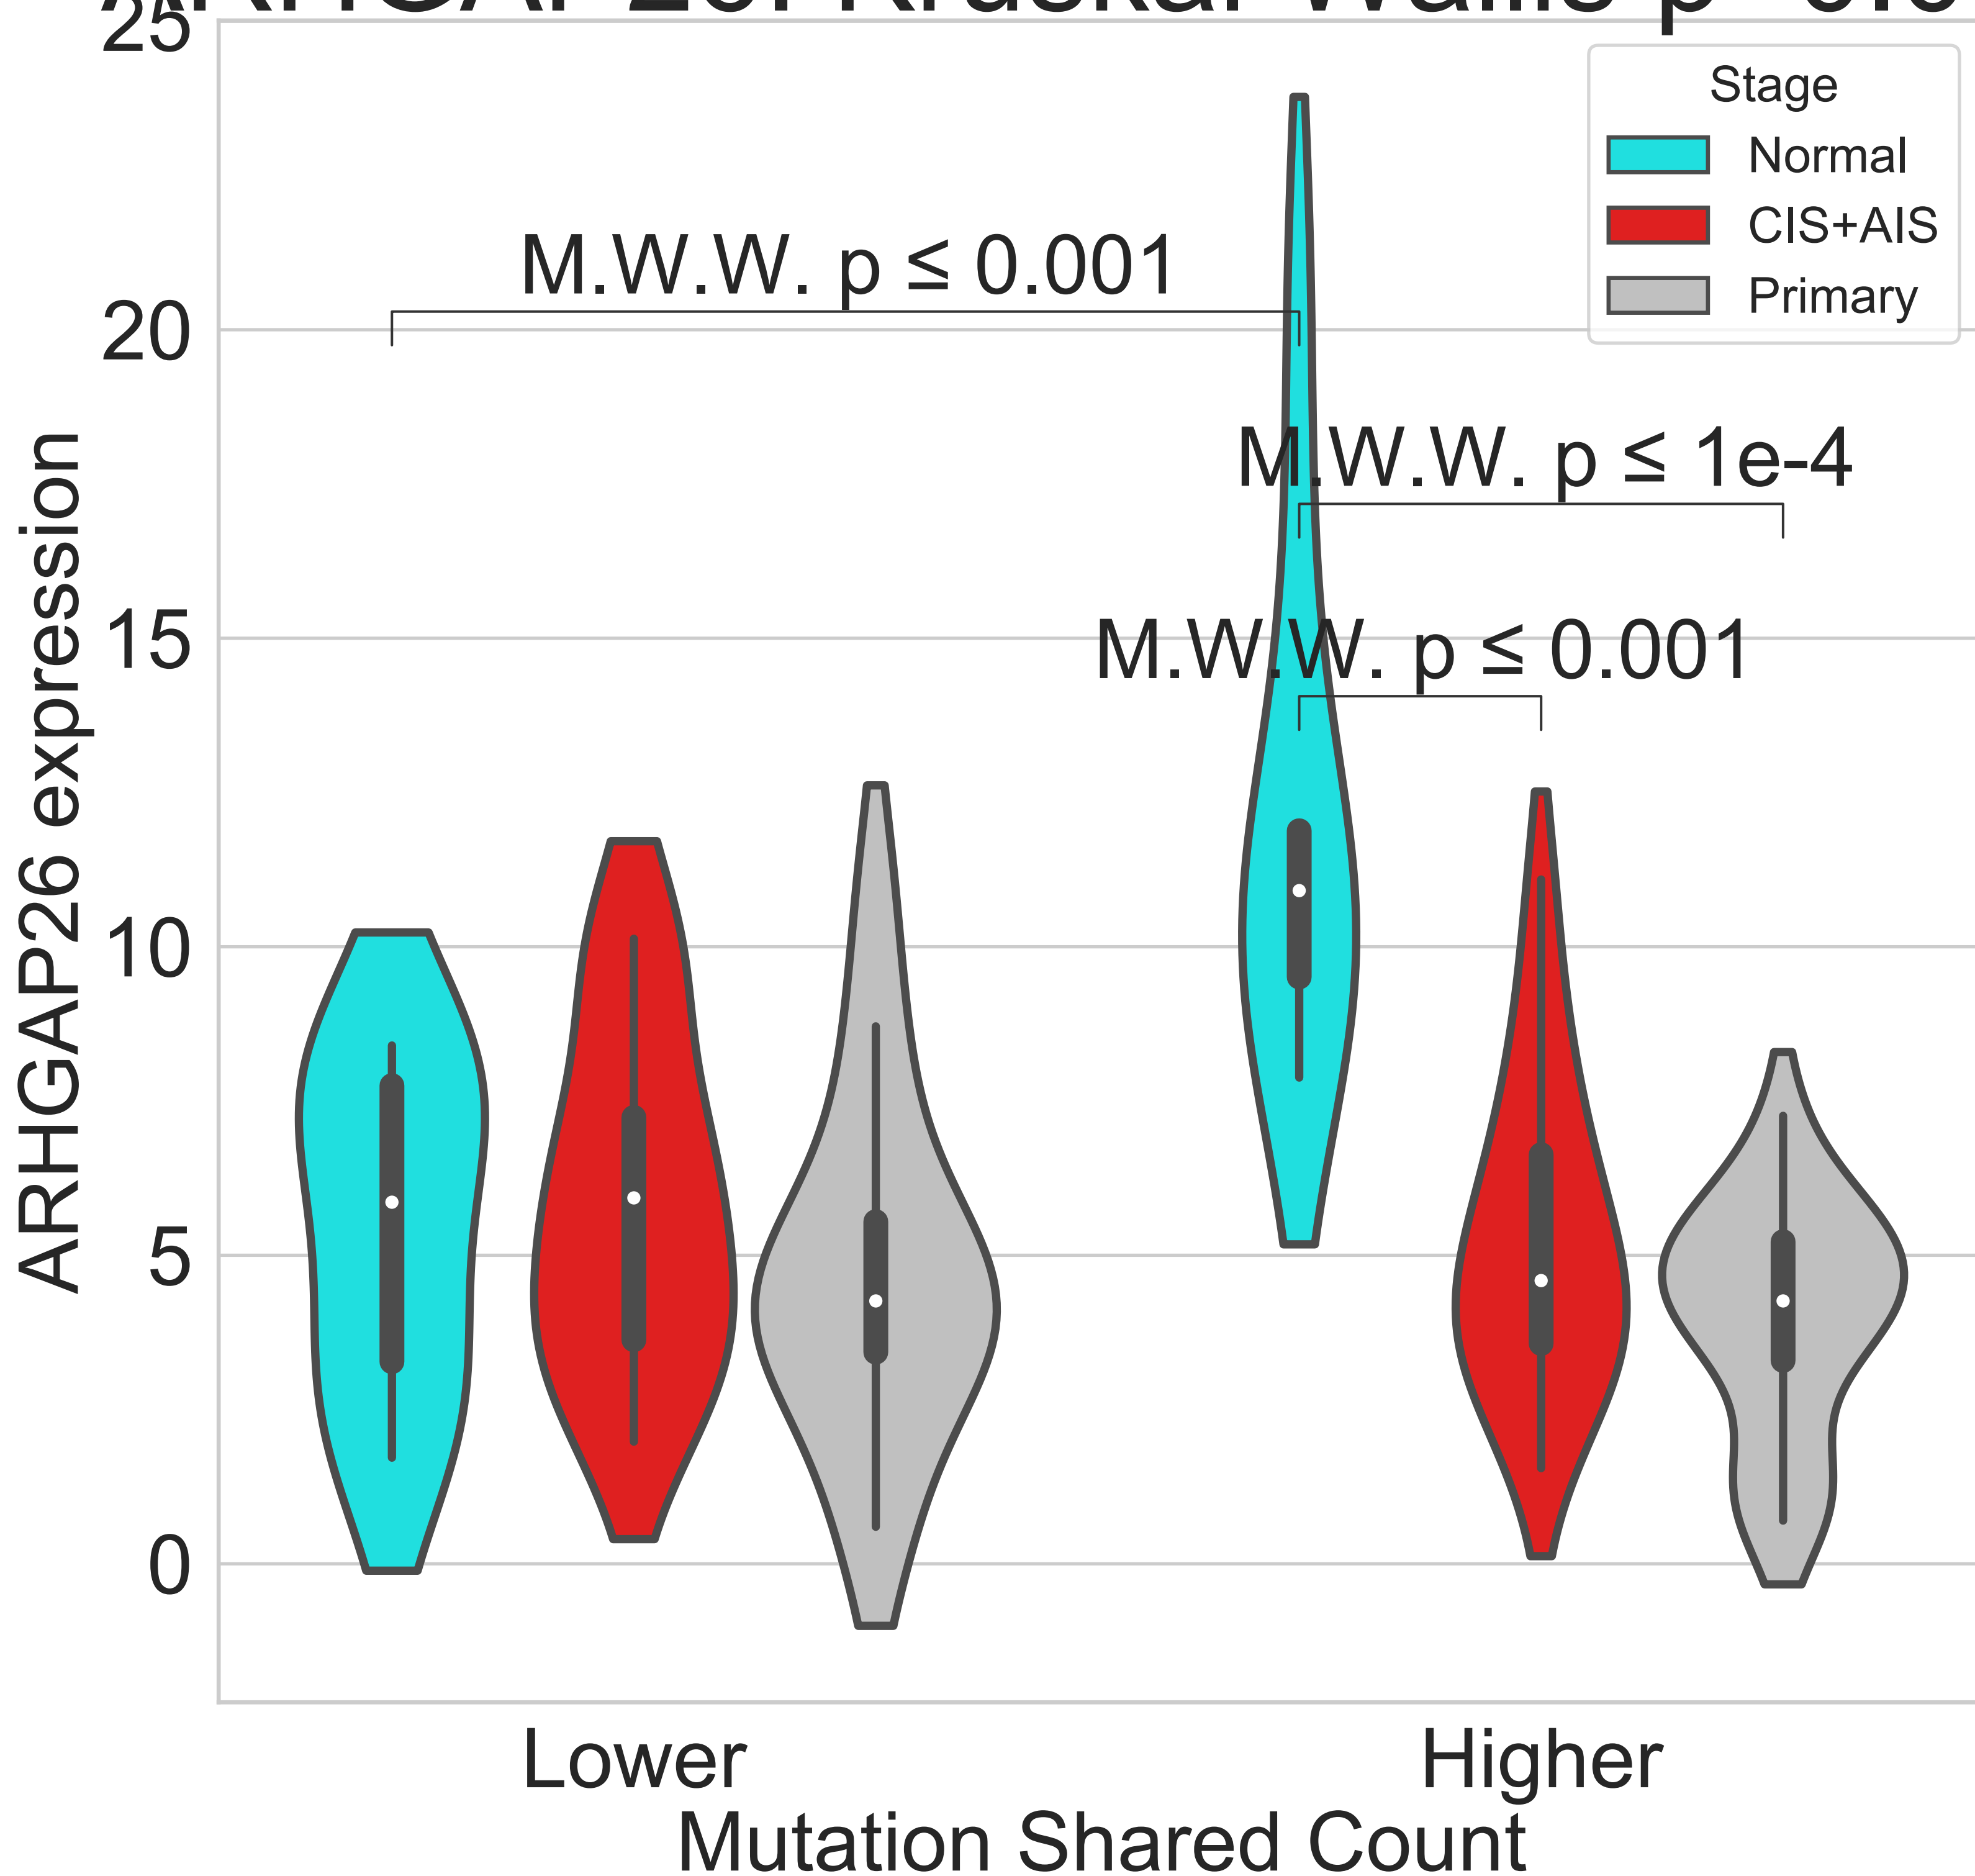 25
Stage
Normal
CIS+AIS
Primary
M.W.W. p ≤ 0.001
20
M.W.W. p ≤ 1e-4
15
M.W.W. p ≤ 0.001
10
5
0
ARHGAP26 expression
Lower
Higher
Mutation Shared Count